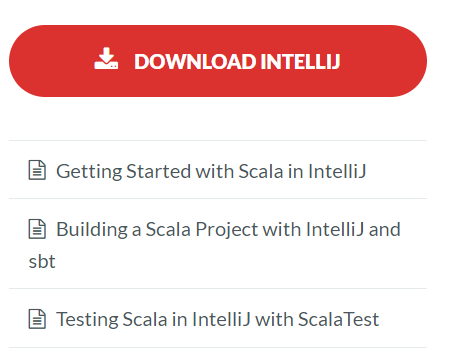 DOWNLOAD INTELLIJ
Getting Started with Scala in IntelliJ
Building a Scala Project with IntelliJ and
sbt
Testing Scala in IntelliJ with ScalaTest